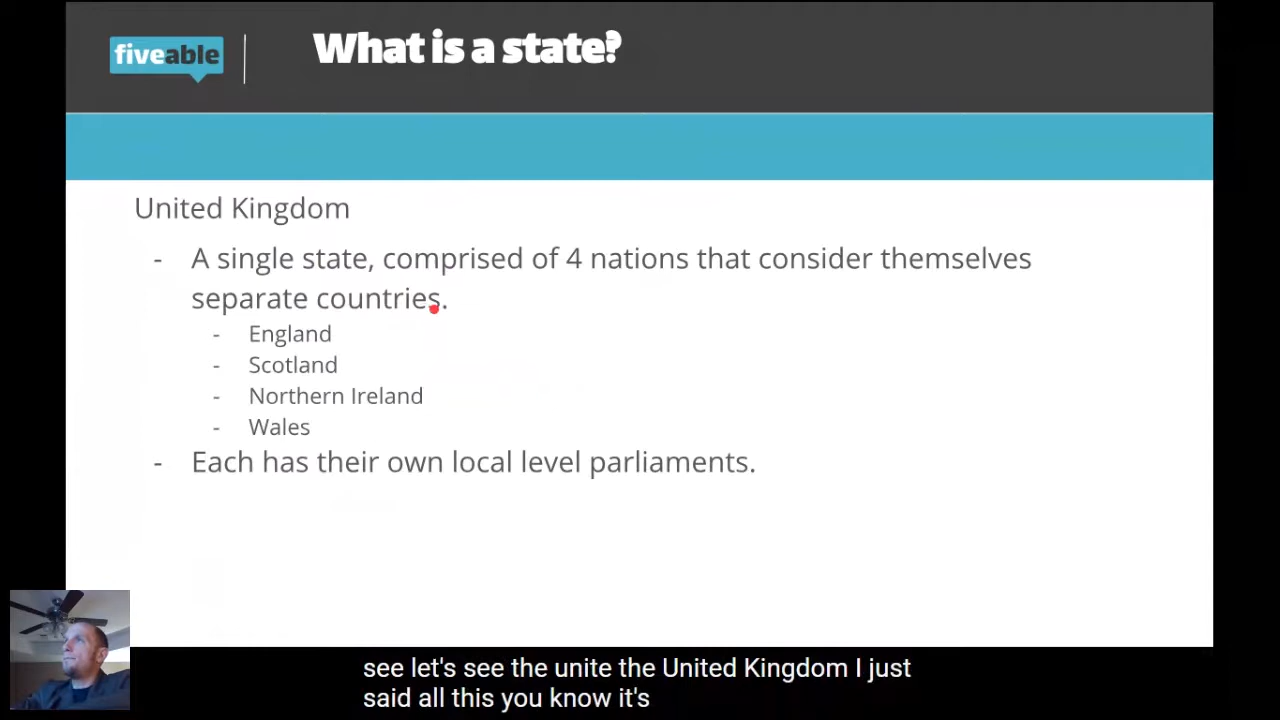 fiveable
What is a state?
United Kingdom
- A single state, comprised of 4 nations that consider themselves
separate countries.
- England
- Scotland
- Northern Ireland
- Wales
- Each has their own local level parliaments.
see let's see the unite the United Kingdom I just
said all this you know it's